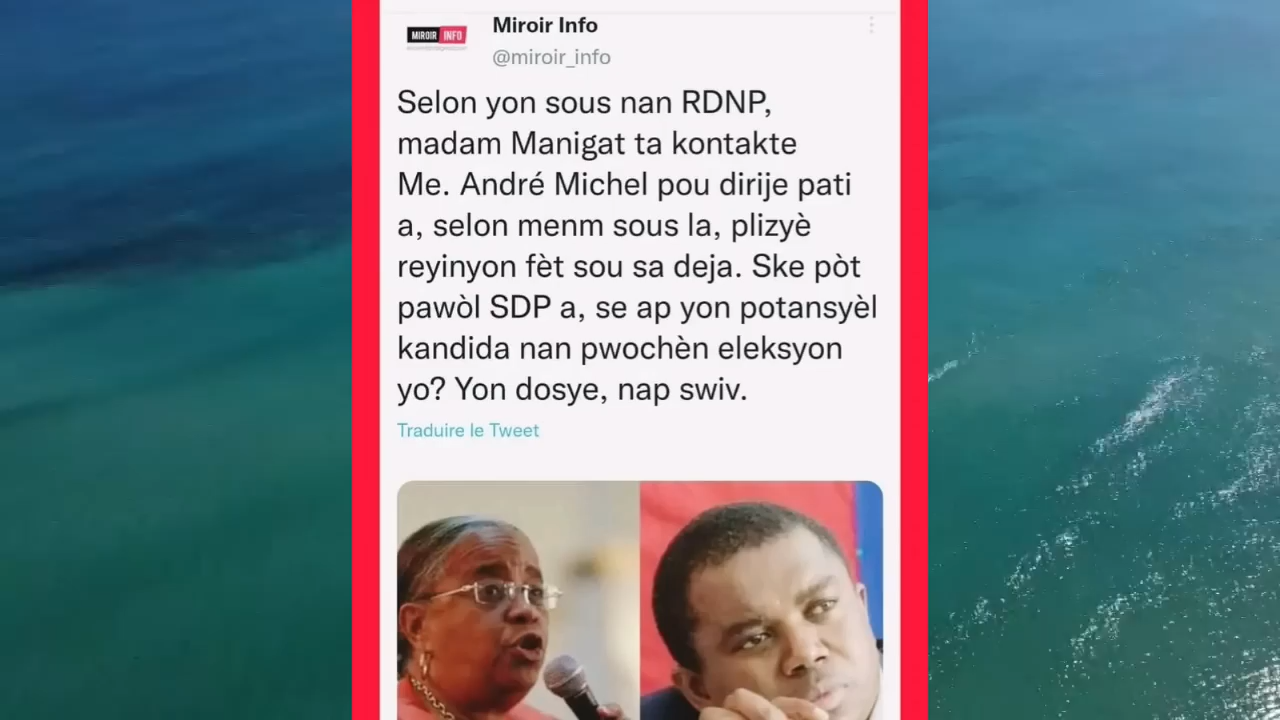 MIROIR INFO
Miroir Info
@miroir_info
Selon yon sous nan RDNP,
madam Manigat ta kontakte
Me. André Michel pou dirije pati
a, selon menm sous la, plizyè
reyinyon fèt sou sa deja. Ske pòt
pawòl SDP a, se ap yon potansyèl
kandida nan pwochèn eleksyon
yo? Yon dosye, nap swiv.
Traduire le Tweet